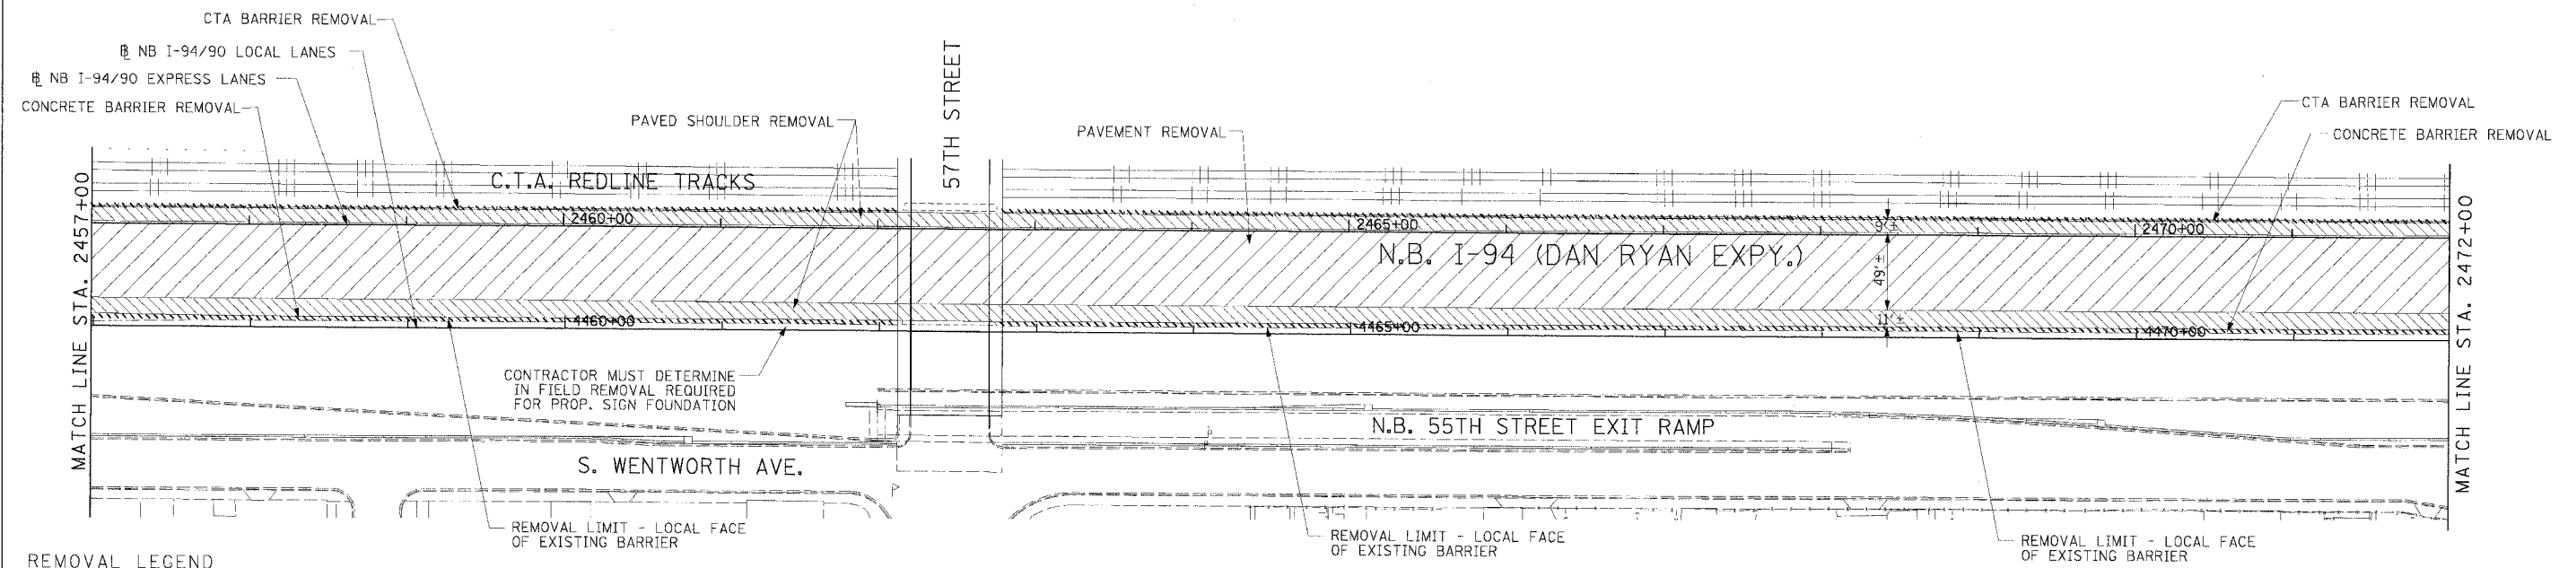 CTA BARRIER REMOVAL
℄ NB I-94/90 LOCAL LANES
℄ NB I-94/90 EXPRESS LANES
CONCRETE BARRIER REMOVAL
PAVED SHOULDER REMOVAL
57TH STREET
PAVEMENT REMOVAL
CTA BARRIER REMOVAL
CONCRETE BARRIER REMOVAL
C.T.A. REDLINE TRACKS
MATCH LINE STA. 2457+00
2460+00
2465+00
9'±
2470+00
N.B. I-94 (DAN RYAN EXPY.)
49'±
11'±
4460+00
4465+00
4470+00
MATCH LINE STA. 2472+00
CONTRACTOR MUST DETERMINE
IN FIELD REMOVAL REQUIRED
FOR PROP. SIGN FOUNDATION
N.B. 55TH STREET EXIT RAMP
S. WENTWORTH AVE.
REMOVAL LIMIT - LOCAL FACE
OF EXISTING BARRIER
REMOVAL LIMIT - LOCAL FACE
OF EXISTING BARRIER
REMOVAL LIMIT - LOCAL FACE
OF EXISTING BARRIER
REMOVAL LEGEND